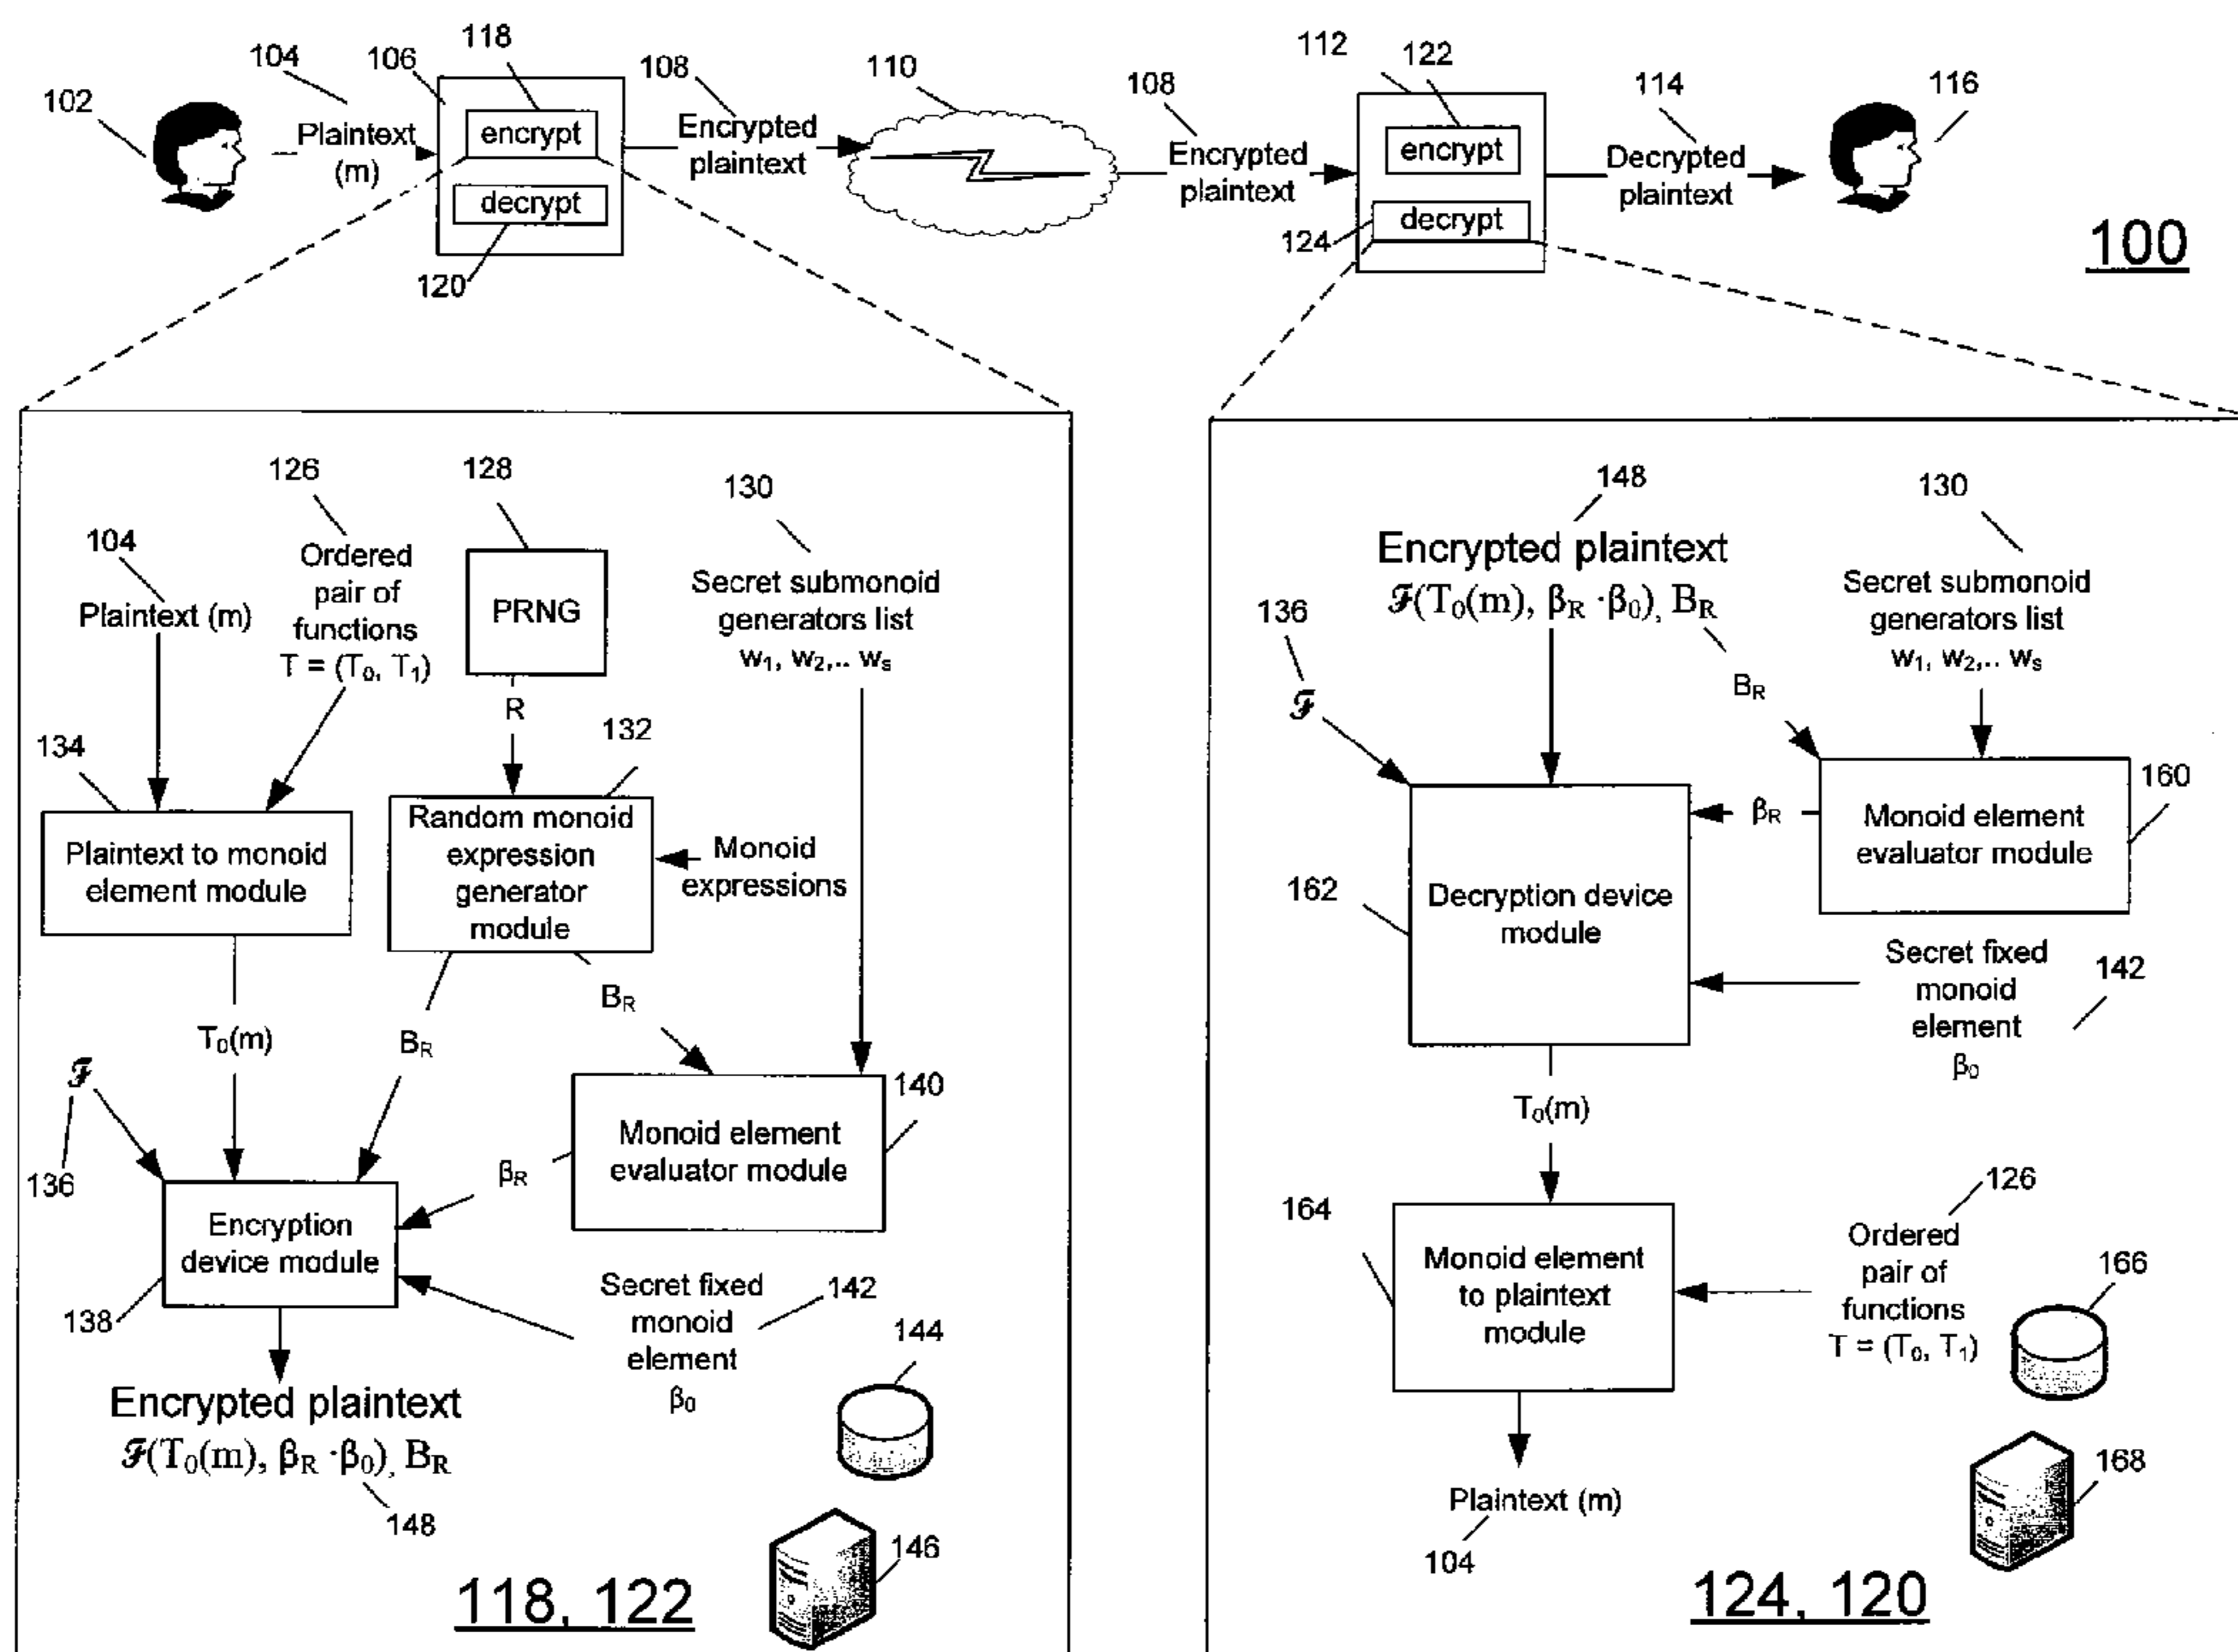 118
104
106
108
110
112
122
102
108
114
116
encrypt
Plaintext
(m)
Encrypted
plaintext
Encrypted
plaintext
encrypt
Decrypted
plaintext
decrypt
decrypt
124
120
100
126
128
130
104
Ordered
pair of
functions
T = (T₀, T₁)
Plaintext (m)
PRNG
Secret submonoid
generators list
w₁, w₂,.. wₛ
R
134
132
Plaintext to monoid
element module
Random monoid
expression
generator
module
Monoid
expressions
T₀(m)
B_R
B_R
ℱ
136
140
Monoid element
evaluator module
β_R
Encryption
device module
138
Secret fixed
monoid
element
β₀
142
144
Encrypted plaintext
ℱ(T₀(m), β_R ·β₀), B_R
148
146
118, 122
148
130
Encrypted plaintext
ℱ(T₀(m), β_R ·β₀), B_R
Secret submonoid
generators list
w₁, w₂,.. wₛ
136
ℱ
B_R
160
β_R
Monoid element
evaluator module
162
Decryption device
module
Secret fixed
monoid
element
β₀
142
T₀(m)
126
164
Monoid element
to plaintext
module
Ordered
pair of
functions
T = (T₀, T₁)
166
Plaintext (m)
104
168
124, 120